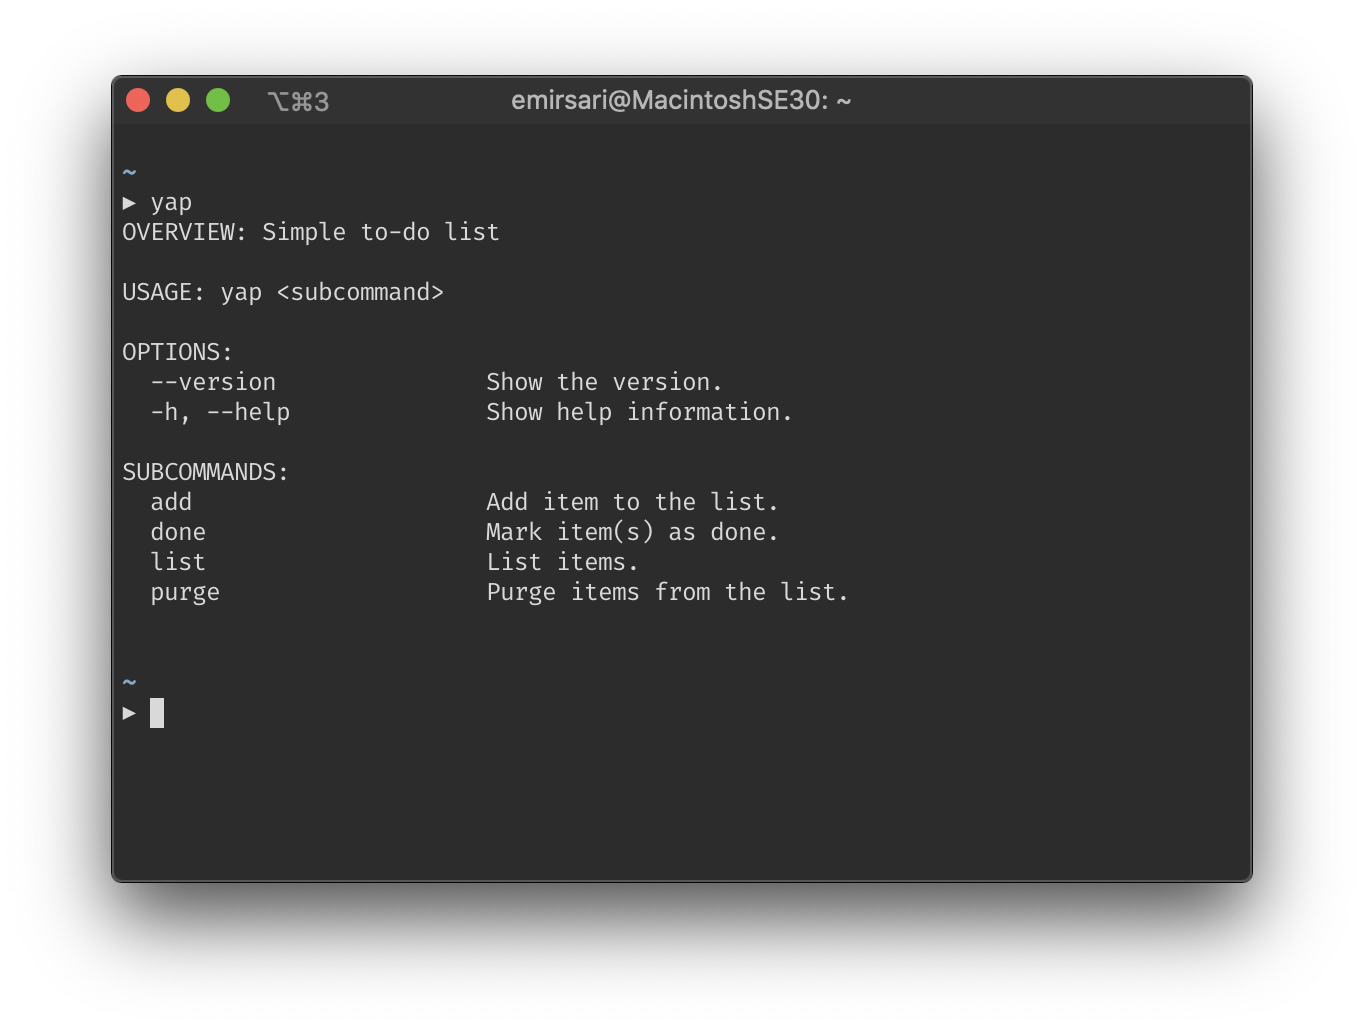 ⌥⌘3 emirsari@MacintoshSE30: ~
~
▶ yap
OVERVIEW: Simple to-do list
USAGE: yap <subcommand>
OPTIONS:
--version Show the version.
-h, --help Show help information.
SUBCOMMANDS:
add Add item to the list.
done Mark item(s) as done.
list List items.
purge Purge items from the list.
~
▶